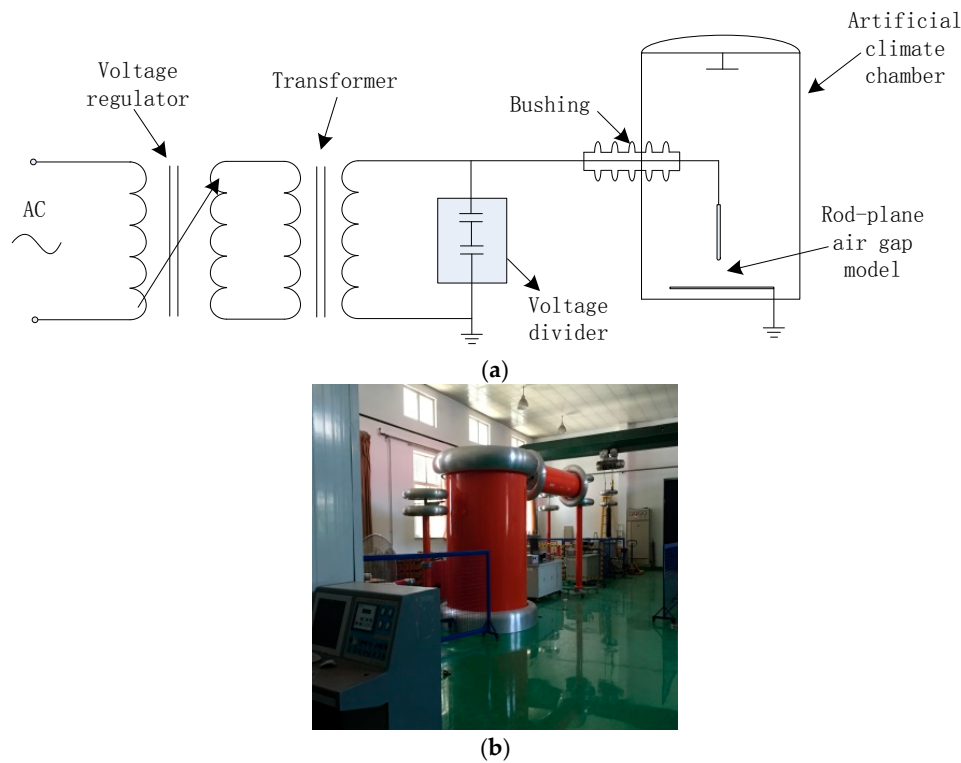 Artificial
climate
chamber
Voltage
regulator
Transformer
Bushing
AC
Rod-plane
air gap
model
Voltage
divider
(a)
(b)